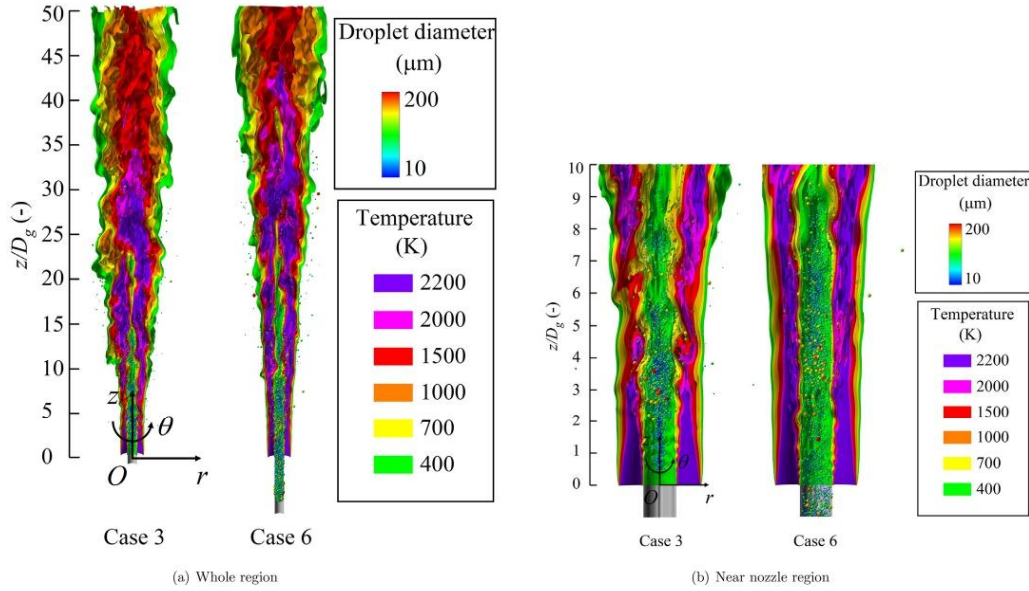 50
45
40
35
30
25
20
15
10
5
0
z/D_g (-)
z
θ
O
r
Case 3
Case 6
Droplet diameter
(μm)
200
10
Temperature
(K)
2200
2000
1500
1000
700
400
(a) Whole region
10
9
8
7
6
5
4
3
2
1
0
z/D_g (-)
θ
O
r
Case 3
Case 6
Droplet diameter
(μm)
200
10
Temperature
(K)
2200
2000
1500
1000
700
400
(b) Near nozzle region